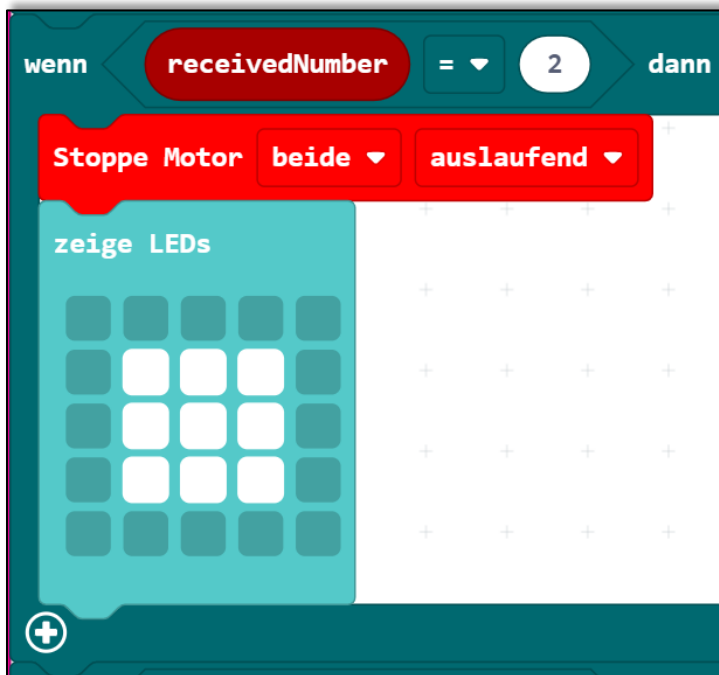 wenn receivedNumber = 2 dann
Stoppe Motor beide auslaufend
zeige LEDs